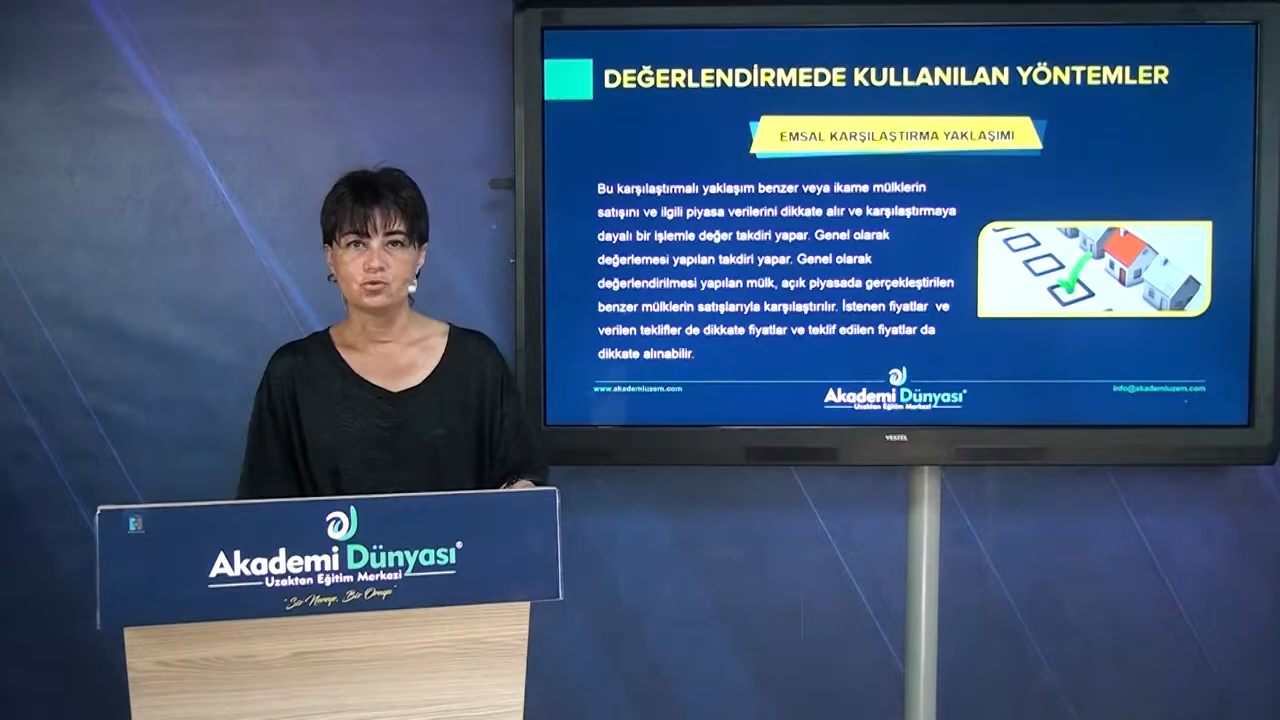 DEĞERLENDİRMEDE KULLANILAN YÖNTEMLER
EMSAL KARŞILAŞTIRMA YAKLAŞIMI
Bu karşılaştırmalı yaklaşım benzer veya ikame mülklerin
satışını ve ilgili piyasa verilerini dikkate alır ve karşılaştırmaya
dayalı bir işlemle değer takdiri yapar. Genel olarak
değerlemesi yapılan takdiri yapar. Genel olarak
değerlendirilmesi yapılan mülk, açık piyasada gerçekleştirilen
benzer mülklerin satışlarıyla karşılaştırılır. İstenen fiyatlar ve
verilen teklifler de dikkate fiyatlar ve teklif edilen fiyatlar da
dikkate alınabilir.
www.akademiuzem.com
Akademi Dünyası®
Uzaktan Eğitim Merkezi
info@akademiuzem.com
VESTEL
Akademi Dünyası®
Uzaktan Eğitim Merkezi